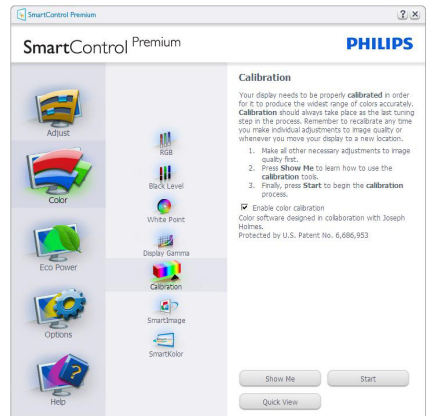 SmartControl Premium
SmartControl Premium
PHILIPS
Adjust
Color
Eco Power
Options
Help
RGB
Black Level
White Point
Display Gamma
Calibration
SmartImage
SmartKolor
Calibration
Your display needs to be properly calibrated in order
for it to produce the widest range of colors accurately.
Calibration should always take place as the last tuning
step in the process. Remember to recalibrate any time
you make individual adjustments to image quality or
whenever you move your display to a new location.
1. Make all other necessary adjustments to image
quality first.
2. Press Show Me to learn how to use the
calibration tools.
3. Finally, press Start to begin the calibration
process.
Enable color calibration
Color software designed in collaboration with Joseph
Holmes.
Protected by U.S. Patent No. 6,686,953
Show Me
Start
Quick View